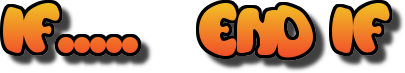 IF..... END IF